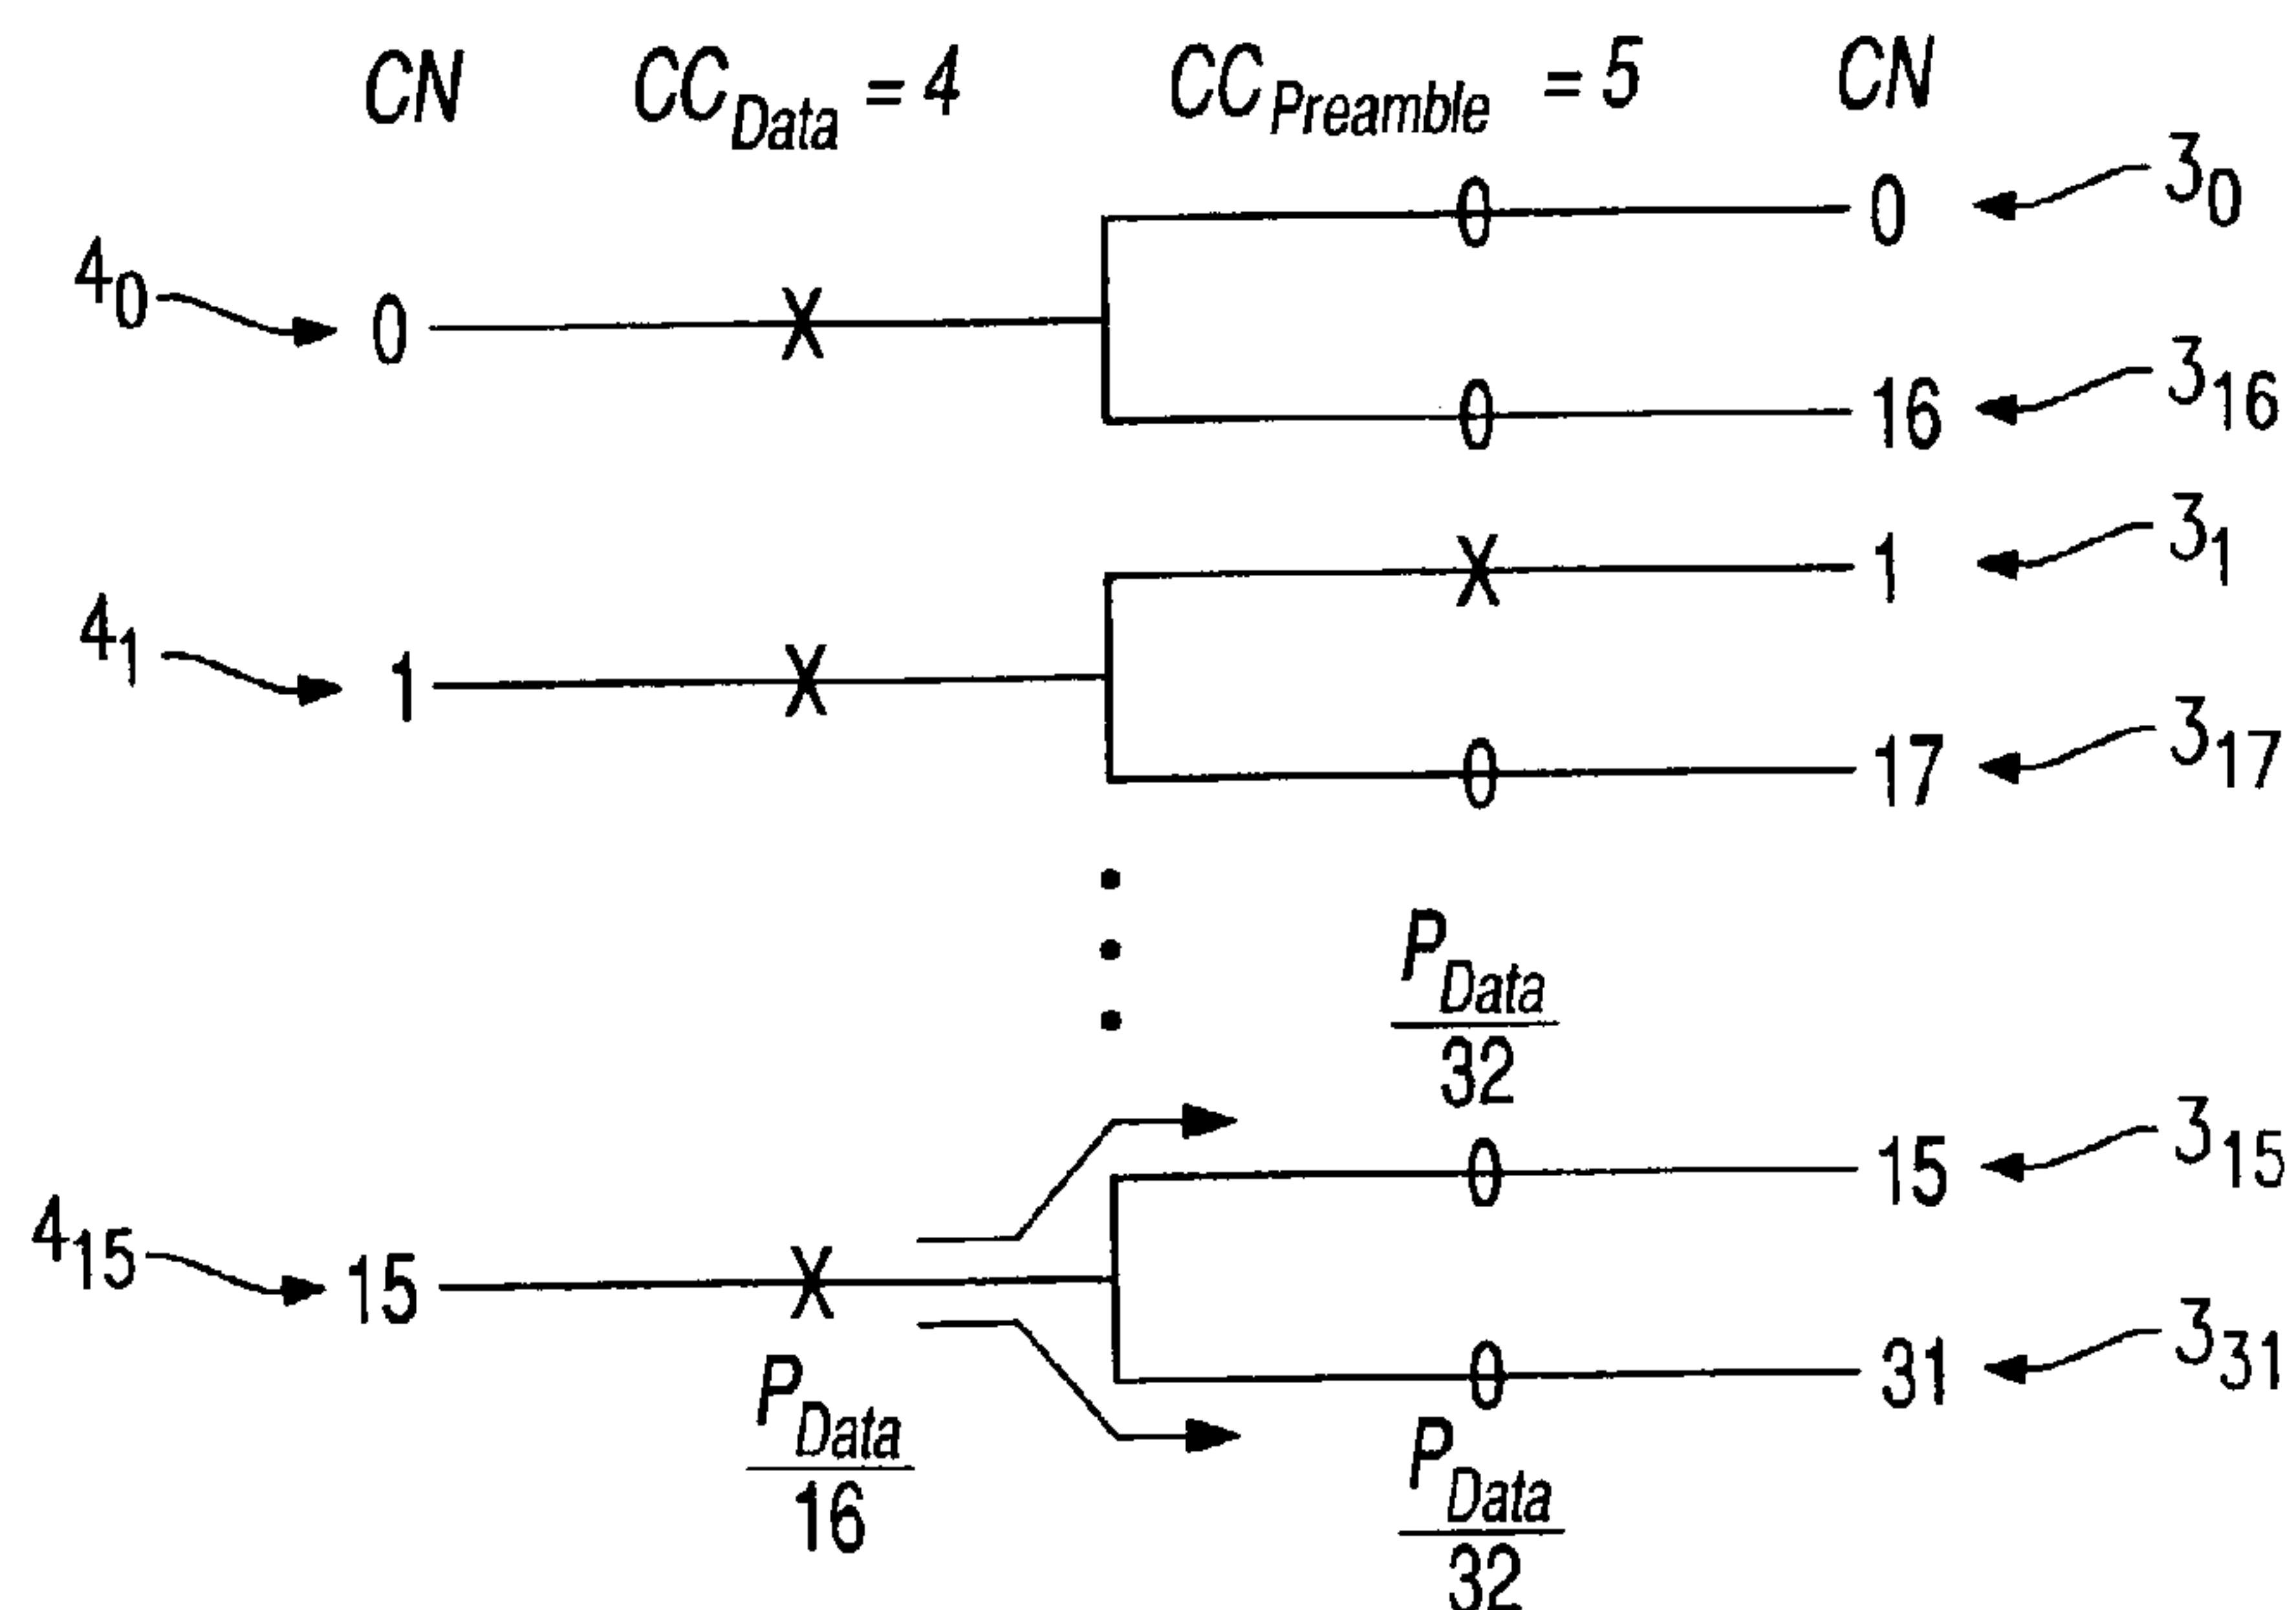 CN CC_Data = 4 CC_Preamble = 5 CN
0 0 3_0
4_0 0 X
0 16 3_16
X 1 3_1
4_1 1 X
0 17 3_17
P_Data
32
0 15 3_15
4_15 15 X
0 31 3_31
P_Data
16
P_Data
32